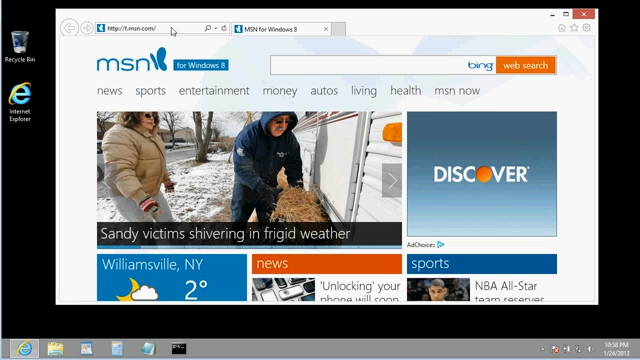 http://t.msn.com/
MSN for Windows 8
Recycle Bin
Internet
Explorer
msn
for Windows 8
bing
web search
news sports entertainment money autos living health msn now
DISCOVER
Sandy victims shivering in frigid weather
AdChoices
Williamsville, NY
2°
news
'Unlocking' your
phone will soon
sports
NBA All-Star
team reserves
10:58 PM
1/24/2013